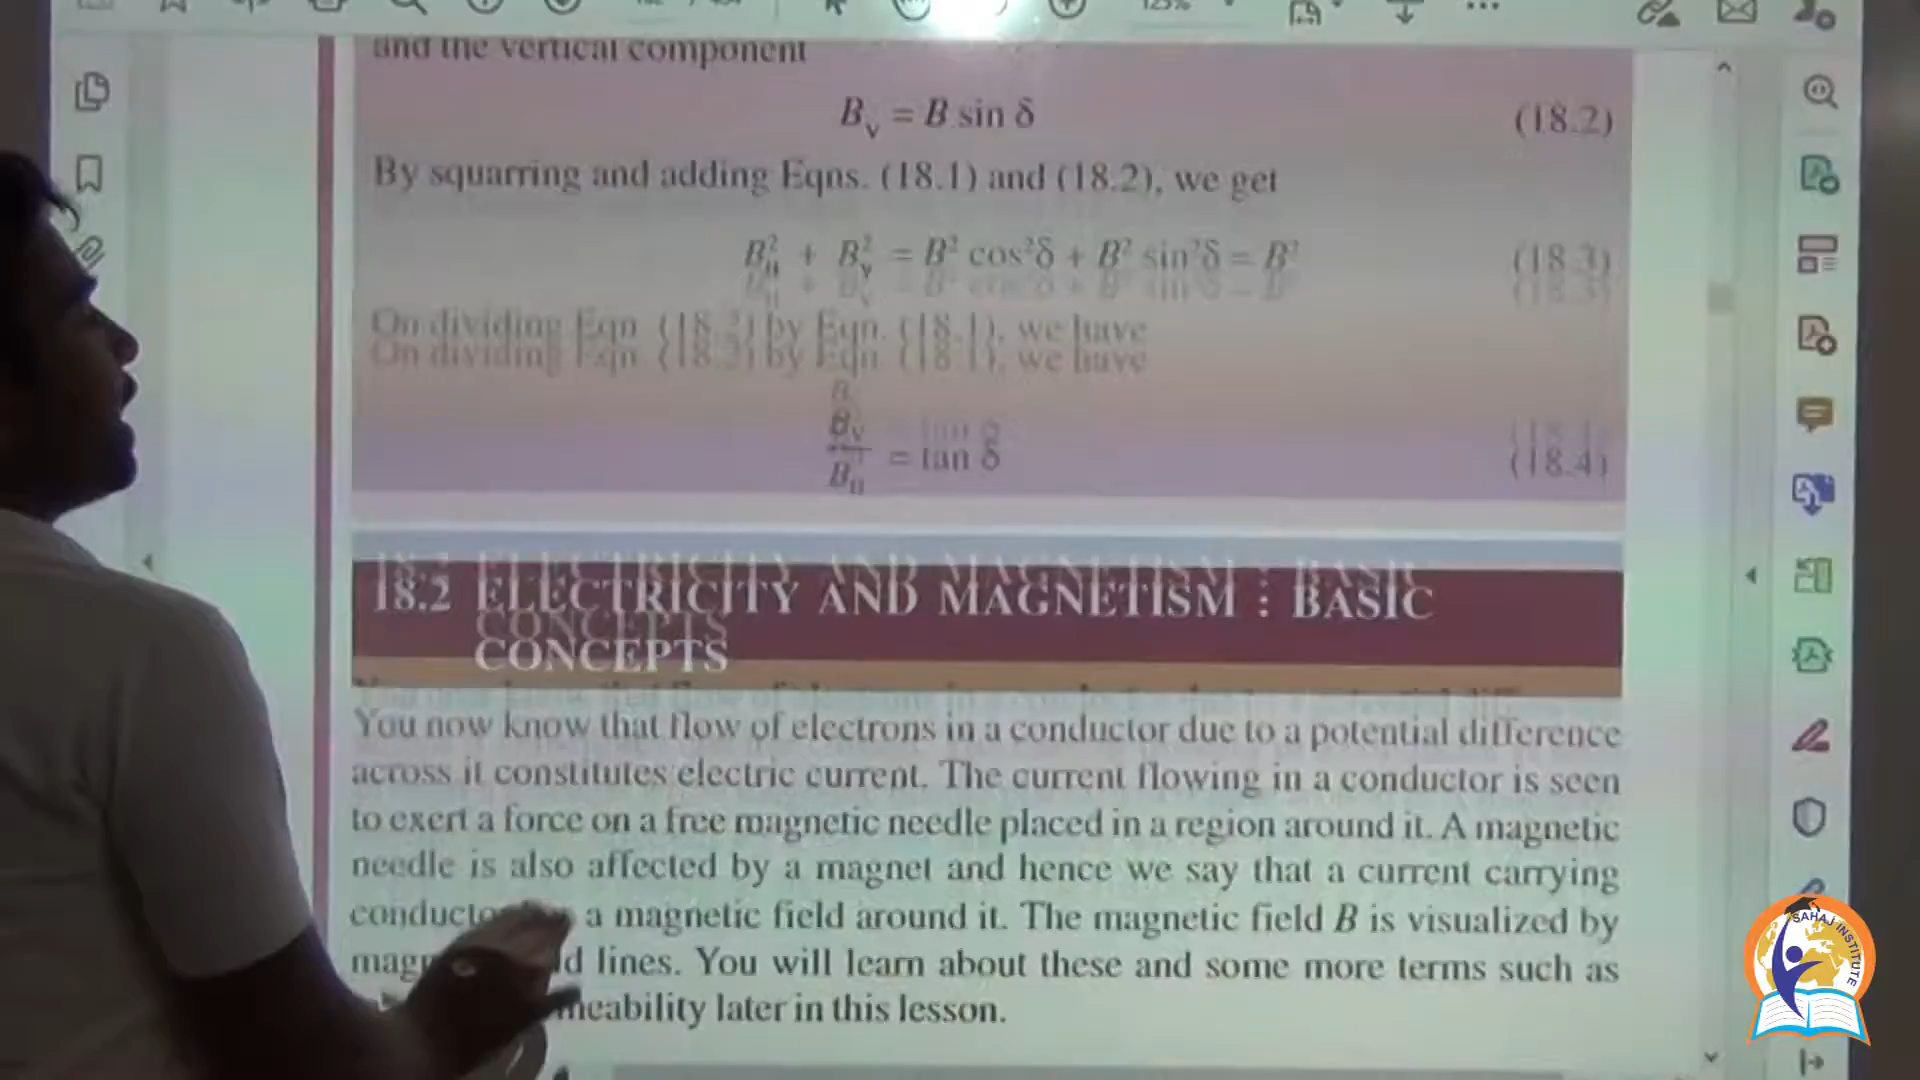 and the vertical component
Bv = B sin δ (18.2)
By squarring and adding Eqns. (18.1) and (18.2), we get
B²H + B²v = B² cos²δ + B² sin²δ = B² (18.3)
On dividing Eqn. (18.2) by Eqn. (18.1), we have
Bv / BH = tan δ (18.4)
18.2 ELECTRICITY AND MAGNETISM : BASIC
CONCEPTS
You now know that flow of electrons in a conductor due to a potential difference
across it constitutes electric current. The current flowing in a conductor is seen
to exert a force on a free magnetic needle placed in a region around it. A magnetic
needle is also affected by a magnet and hence we say that a current carrying
a magnetic field around it. The magnetic field B is visualized by
lines. You will learn about these and some more terms such as
later in this lesson.
SAHAJ INSTITUTE